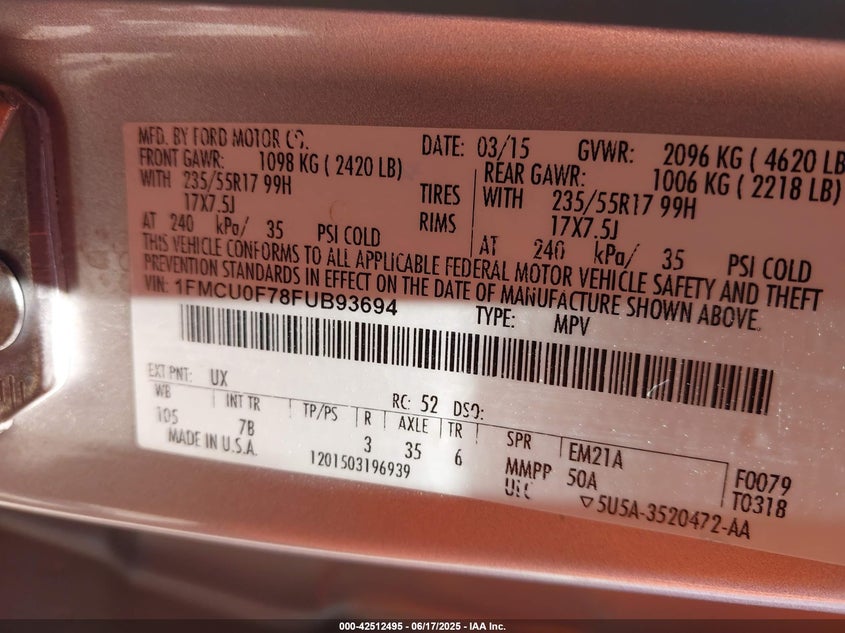 MFD. BY FORD MOTOR CO.
DATE: 03/15 GVWR: 2096 KG ( 4620 LB
FRONT GAWR: 1098 KG ( 2420 LB) REAR GAWR: 1006 KG ( 2218 LB)
WITH 235/55R17 99H TIRES WITH 235/55R17 99H
17X7.5J RIMS 17X7.5J
AT 240 kPa/ 35 PSI COLD AT 240 kPa/ 35 PSI COLD
THIS VEHICLE CONFORMS TO ALL APPLICABLE FEDERAL MOTOR VEHICLE SAFETY AND THEFT
PREVENTION STANDARDS IN EFFECT ON THE DATE OF MANUFACTURE SHOWN ABOVE.
VIN: 1FMCU0F78FUB93694 TYPE: MPV
EXT PNT: UX RC: 52 DSO:
WB INT TR TP/PS R AXLE TR SPR
105 7B 3 35 6 EM21A F0079
MADE IN U.S.A. 1201503196939 MMPP 50A T0318
UFC ▽5U5A-3520472-AA
000-42512495 - 06/17/2025 - IAA Inc.